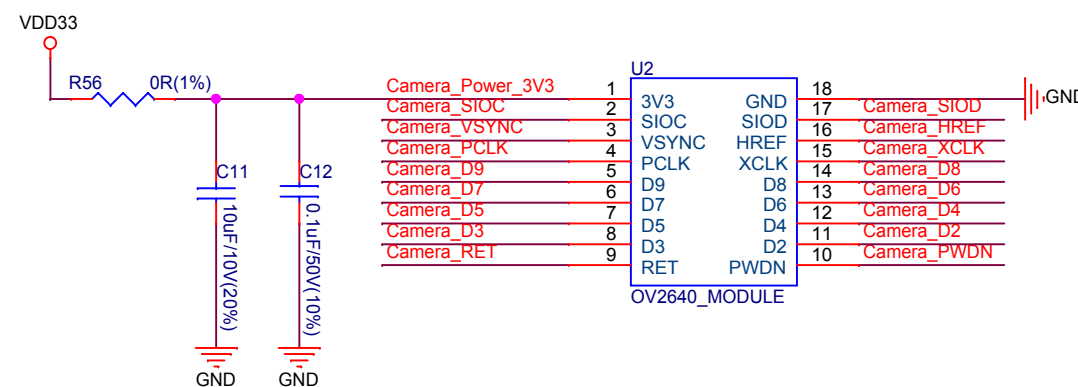 VDD33
R56 0R(1%)
C11
10uF/10V(20%)
GND
C12
0.1uF/50V(10%)
GND
Camera_Power_3V3
Camera_SIOC
Camera_VSYNC
Camera_PCLK
Camera_D9
Camera_D7
Camera_D5
Camera_D3
Camera_RET
U2
1 3V3 GND 18
2 SIOC SIOD 17
3 VSYNC HREF 16
4 PCLK XCLK 15
5 D9 D8 14
6 D7 D6 13
7 D5 D4 12
8 D3 D2 11
9 RET PWDN 10
OV2640_MODULE
GND
Camera_SIOD
Camera_HREF
Camera_XCLK
Camera_D8
Camera_D6
Camera_D4
Camera_D2
Camera_PWDN